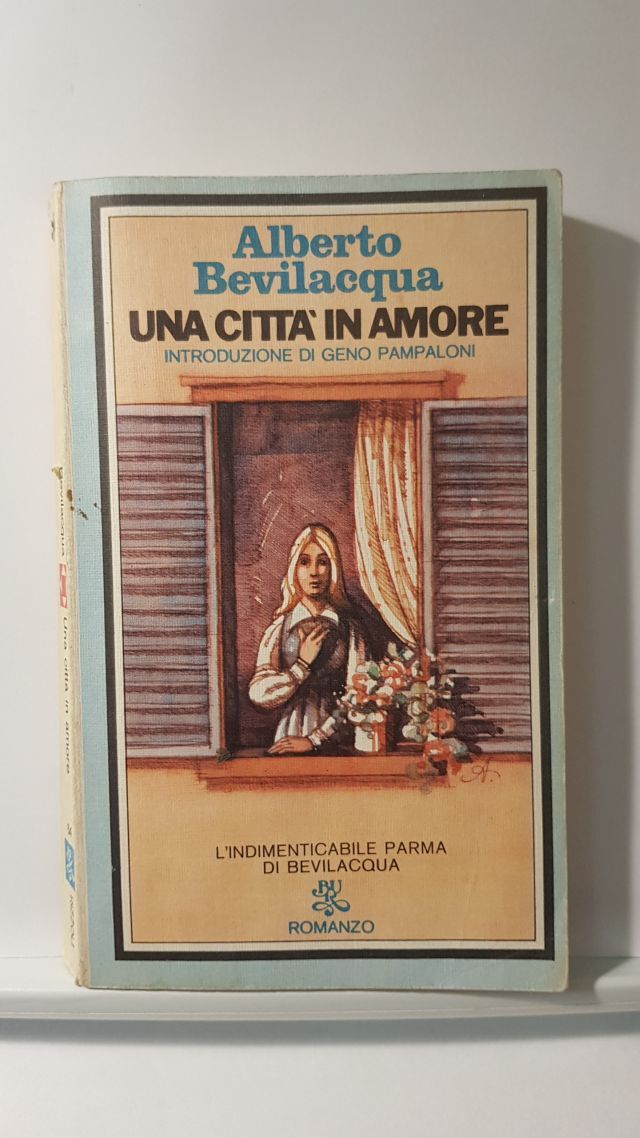 Alberto
Bevilacqua
UNA CITTA' IN AMORE
INTRODUZIONE DI GENO PAMPALONI
L'INDIMENTICABILE PARMA
DI BEVILACQUA
BUR
ROMANZO
Bevilacqua Una città in amore
RIZZOLI